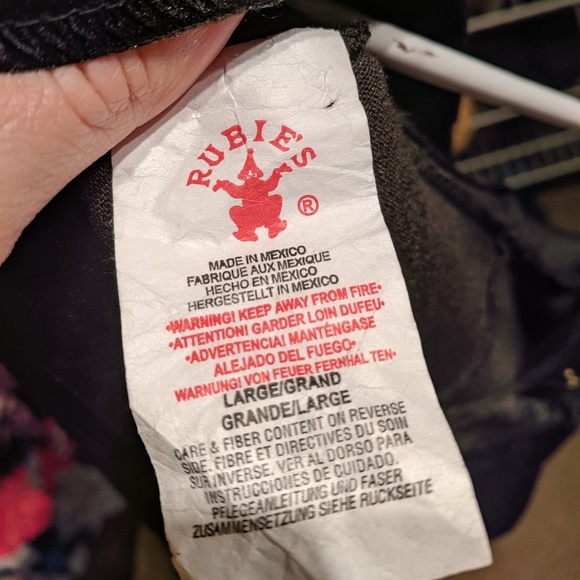 RUBIE'S
®
MADE IN MEXICO
FABRIQUE AUX MEXIQUE
HECHO EN MEXICO
HERGESTELLT IN MEXICO
•WARNING! KEEP AWAY FROM FIRE•
•ATTENTION! GARDER LOIN DUFEU•
•ADVERTENCIA! MANTÉNGASE
ALEJADO DEL FUEGO•
WARNUNG! VON FEUER FERNHAL TEN•
LARGE/GRAND
GRANDE/LARGE
CARE & FIBER CONTENT ON REVERSE
SIDE. FIBRE ET DIRECTIVES DU SOIN
SUR INVERSE. VER AL DORSO PARA
INSTRUCCIONES DE CUIDADO.
PFLEGEANLEITUNG UND FASER
ZUSAMMENSETZUNG SIEHE RUCKSEITE